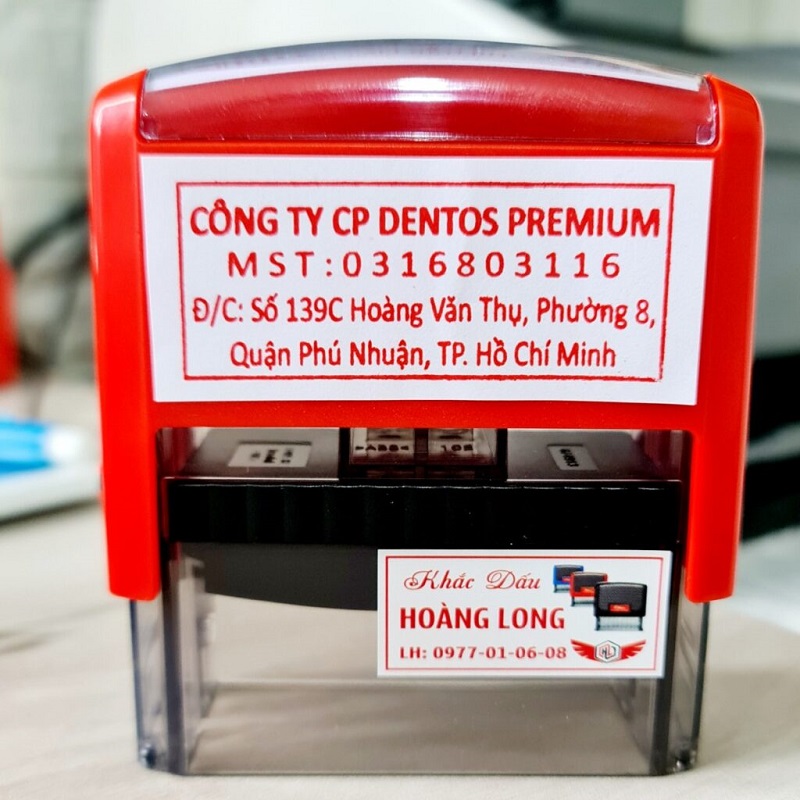 CÔNG TY CP DENTOS PREMIUM
MST:0316803116
Đ/C: Số 139C Hoàng Văn Thụ, Phường 8,
Quận Phú Nhuận, TP. Hồ Chí Minh
Khắc Dấu
HOÀNG LONG
LH: 0977-01-06-08
HL